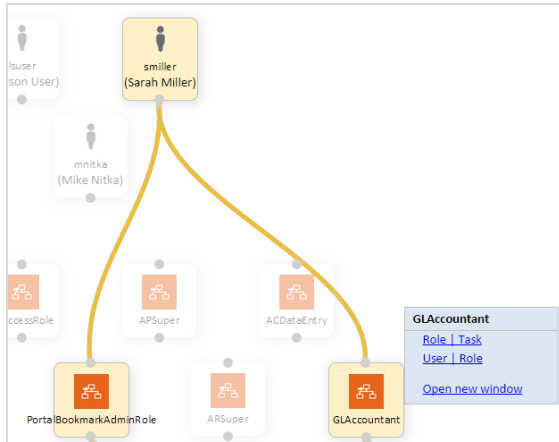 lsuser
smiller
son User)
(Sarah Miller)
mnitka
(Mike Nitka)
ccessRole
APSuper
ACDataEntry
GLAccountant
Role | Task
User | Role
Open new window
PortalBookmarkAdminRole
ARSuper
GLAccountant